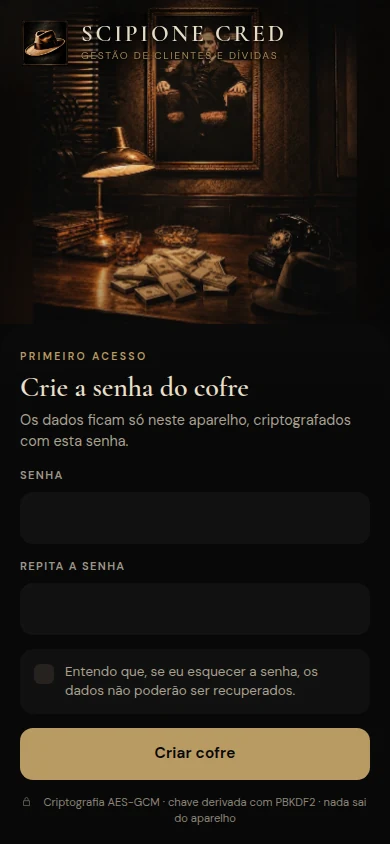 SCIPIONE CRED
GESTÃO DE CLIENTES E DÍVIDAS
PRIMEIRO ACESSO
Crie a senha do cofre
Os dados ficam só neste aparelho, criptografados
com esta senha.
SENHA
REPITA A SENHA
Entendo que, se eu esquecer a senha, os
dados não poderão ser recuperados.
Criar cofre
Criptografia AES-GCM · chave derivada com PBKDF2 · nada sai
do aparelho